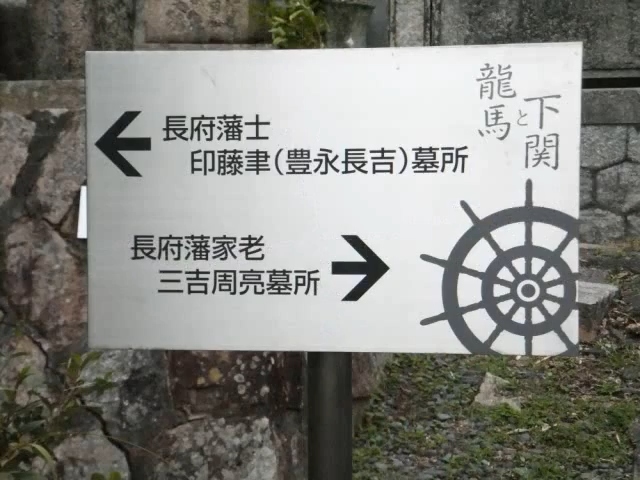 長府藩士
印藤聿(豊永長吉)墓所
長府藩家老
三吉周亮墓所
下関
と
龍馬